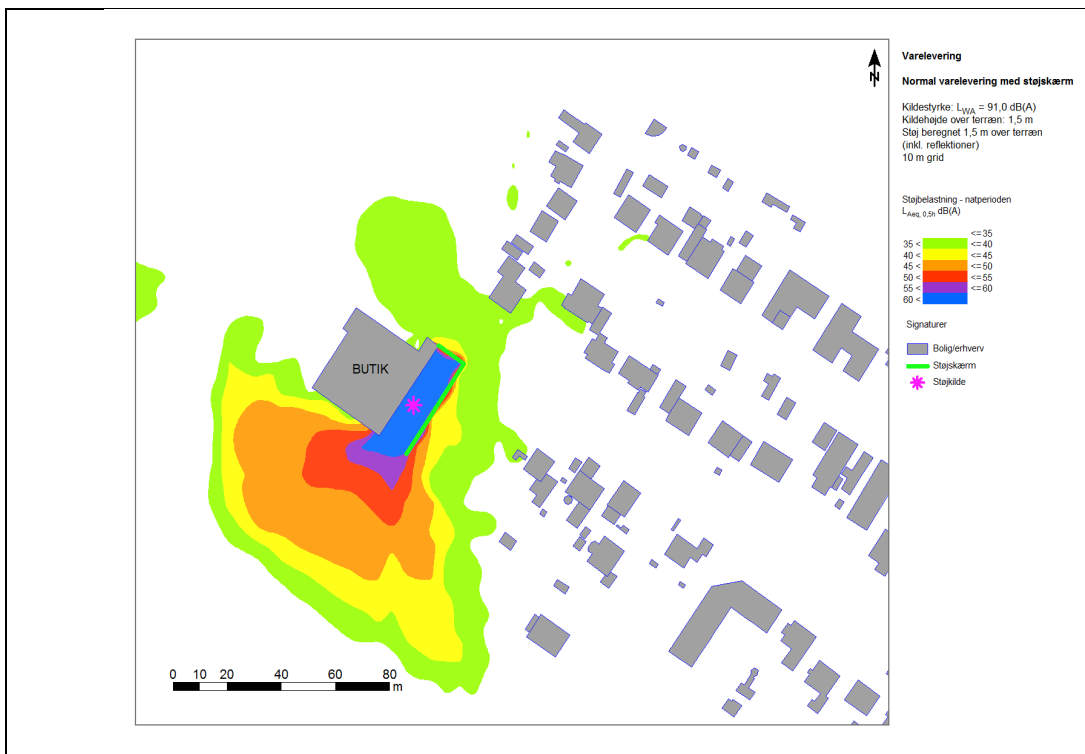 N
Varelevering
Normal varelevering med støjskærm
Kildestyrke: LWA = 91,0 dB(A)
Kildehøjde over terræn: 1,5 m
Støj beregnet 1,5 m over terræn
(inkl. reflektioner)
10 m grid
Støjbelastning - natperioden
LAeq, 0,5h dB(A)
<=35
35 < <=40
40 < <=45
45 < <=50
50 < <=55
55 < <=60
60 <
Signaturer
Bolig/erhverv
Støjskærm
Støjkilde
BUTIK
0 10 20 40 60 80
m